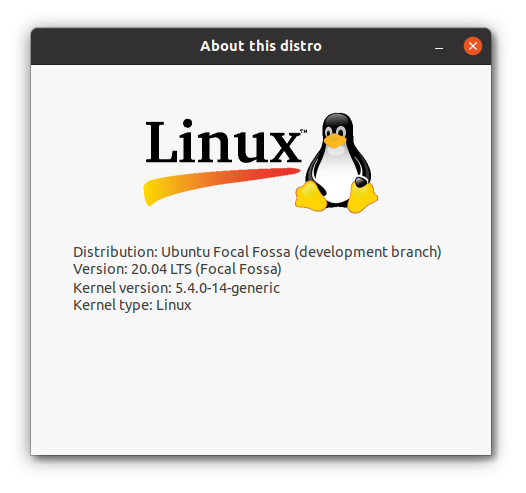 About this distro
Linux™
Distribution: Ubuntu Focal Fossa (development branch)
Version: 20.04 LTS (Focal Fossa)
Kernel version: 5.4.0-14-generic
Kernel type: Linux